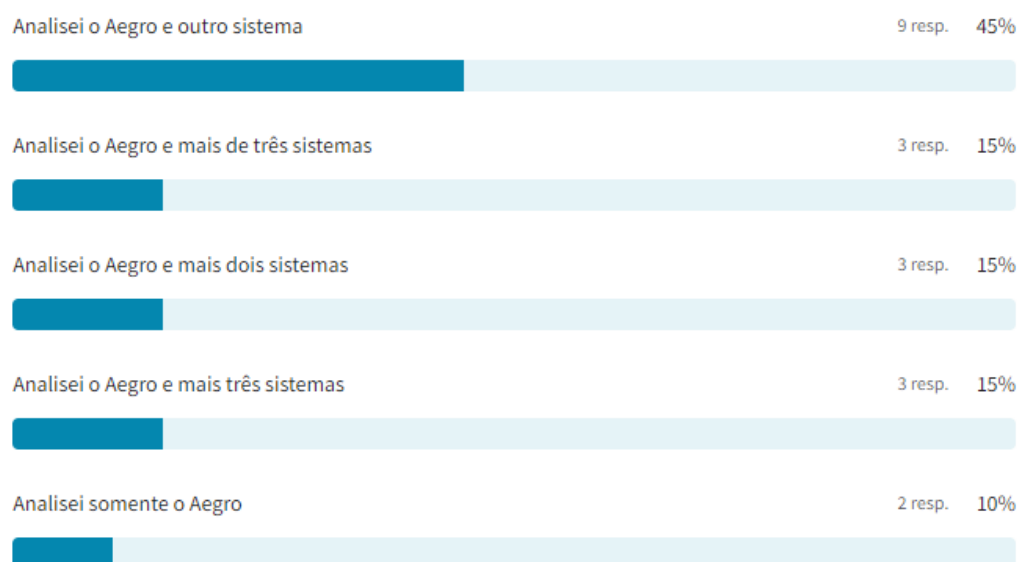 Analisei o Aegro e outro sistema 9 resp. 45%
Analisei o Aegro e mais de três sistemas 3 resp. 15%
Analisei o Aegro e mais dois sistemas 3 resp. 15%
Analisei o Aegro e mais três sistemas 3 resp. 15%
Analisei somente o Aegro 2 resp. 10%